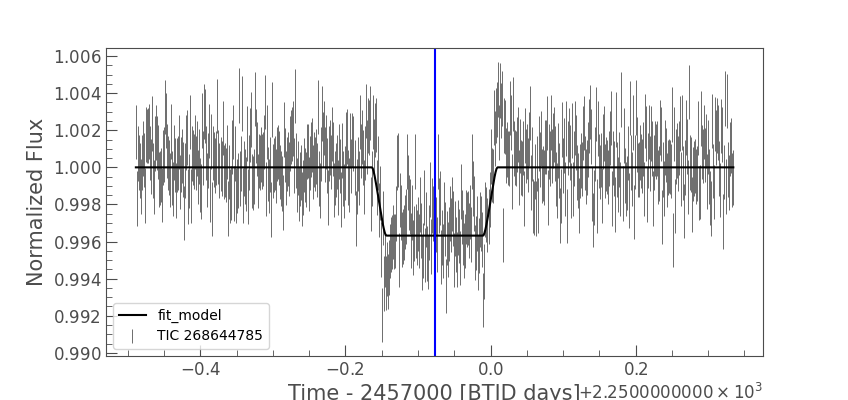 1.006
1.004
1.002
1.000
0.998
0.996
0.994
0.992
0.990
Normalized Flux
fit_model
TIC 268644785
−0.4
−0.2
0.0
0.2
Time - 2457000 [BTJD days]
+2.2500000000 × 10³